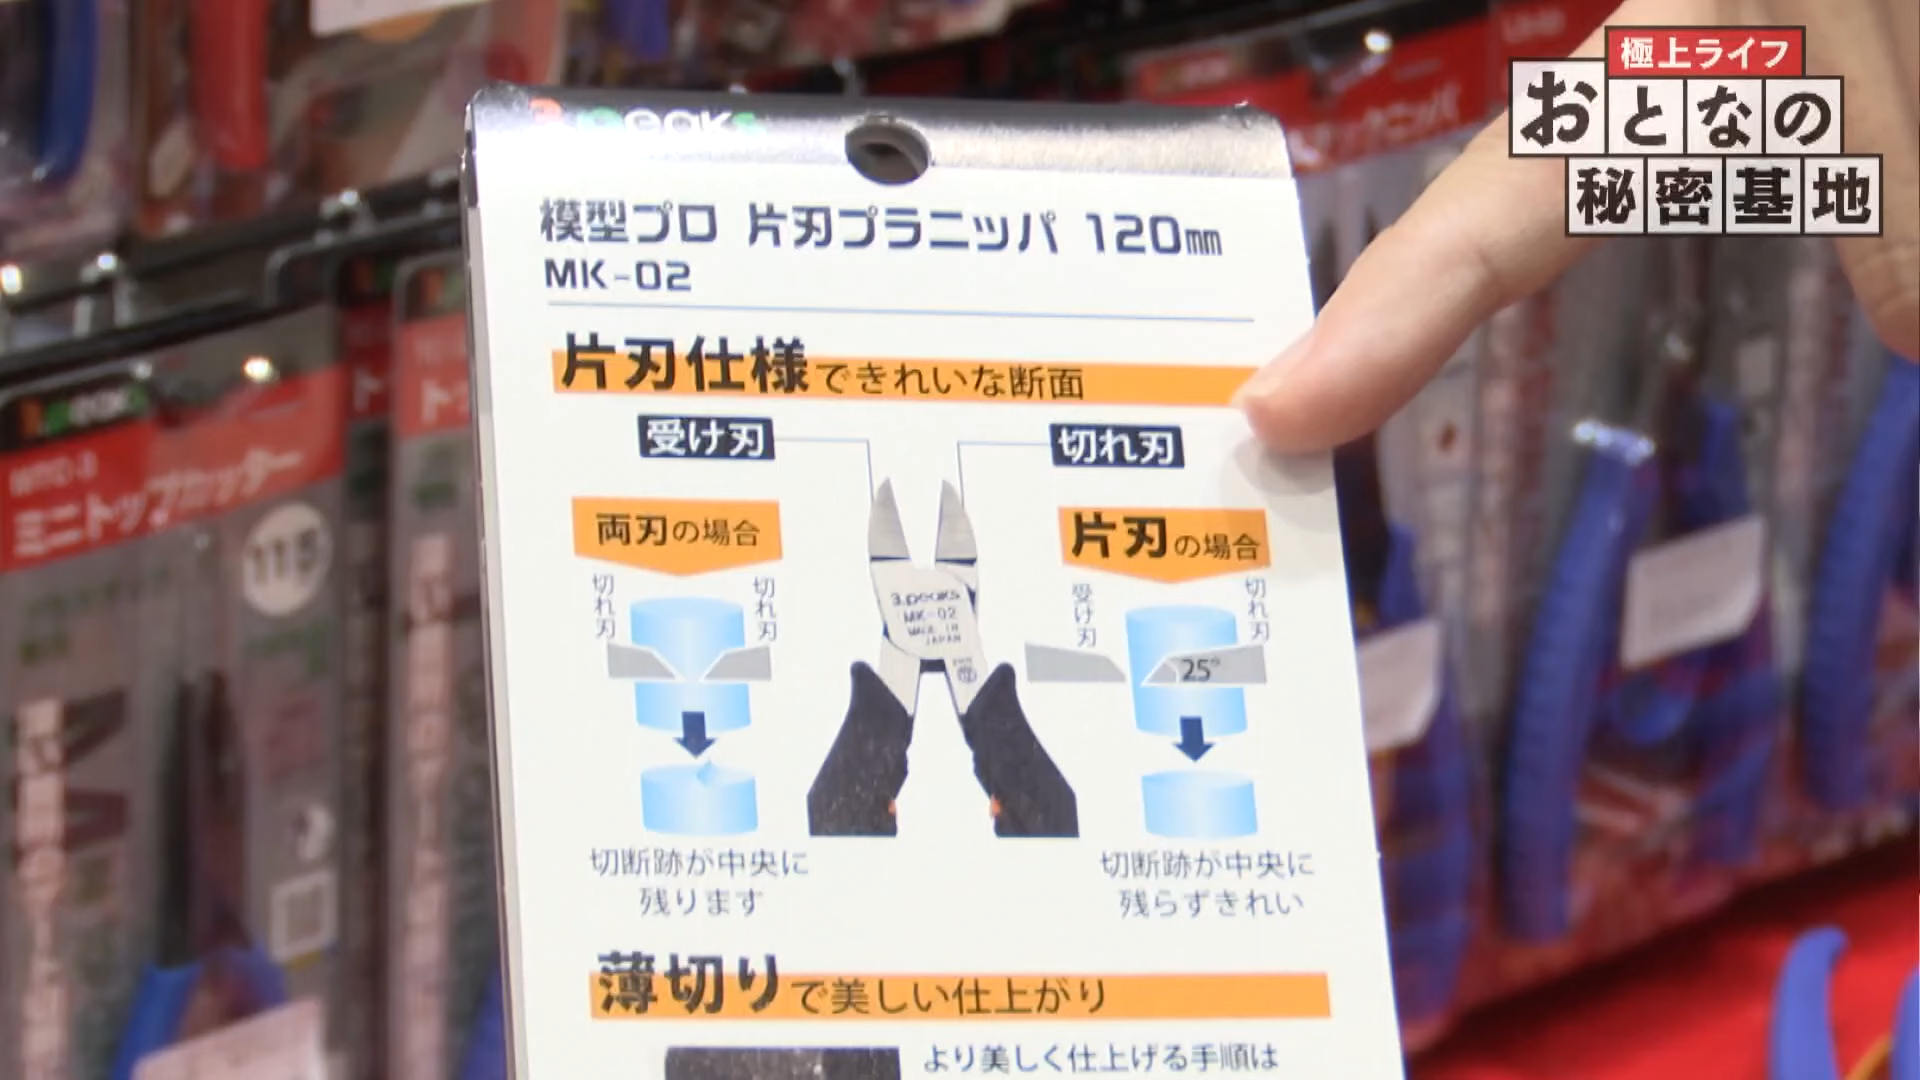 極上ライフ
おとなの
秘密基地
3.peaks
模型プロ 片刃プラニッパ 120mm
MK-02
片刃仕様できれいな断面
受け刃
切れ刃
両刃の場合
片刃の場合
切れ刃
切れ刃
受け刃
切れ刃
25°
3.peaks
MK-02
MADE IN
JAPAN
切断跡が中央に
残ります
切断跡が中央に
残らずきれい
薄切りで美しい仕上がり
より美しく仕上げる手順は
3.peaks
ミニトップカッター
115